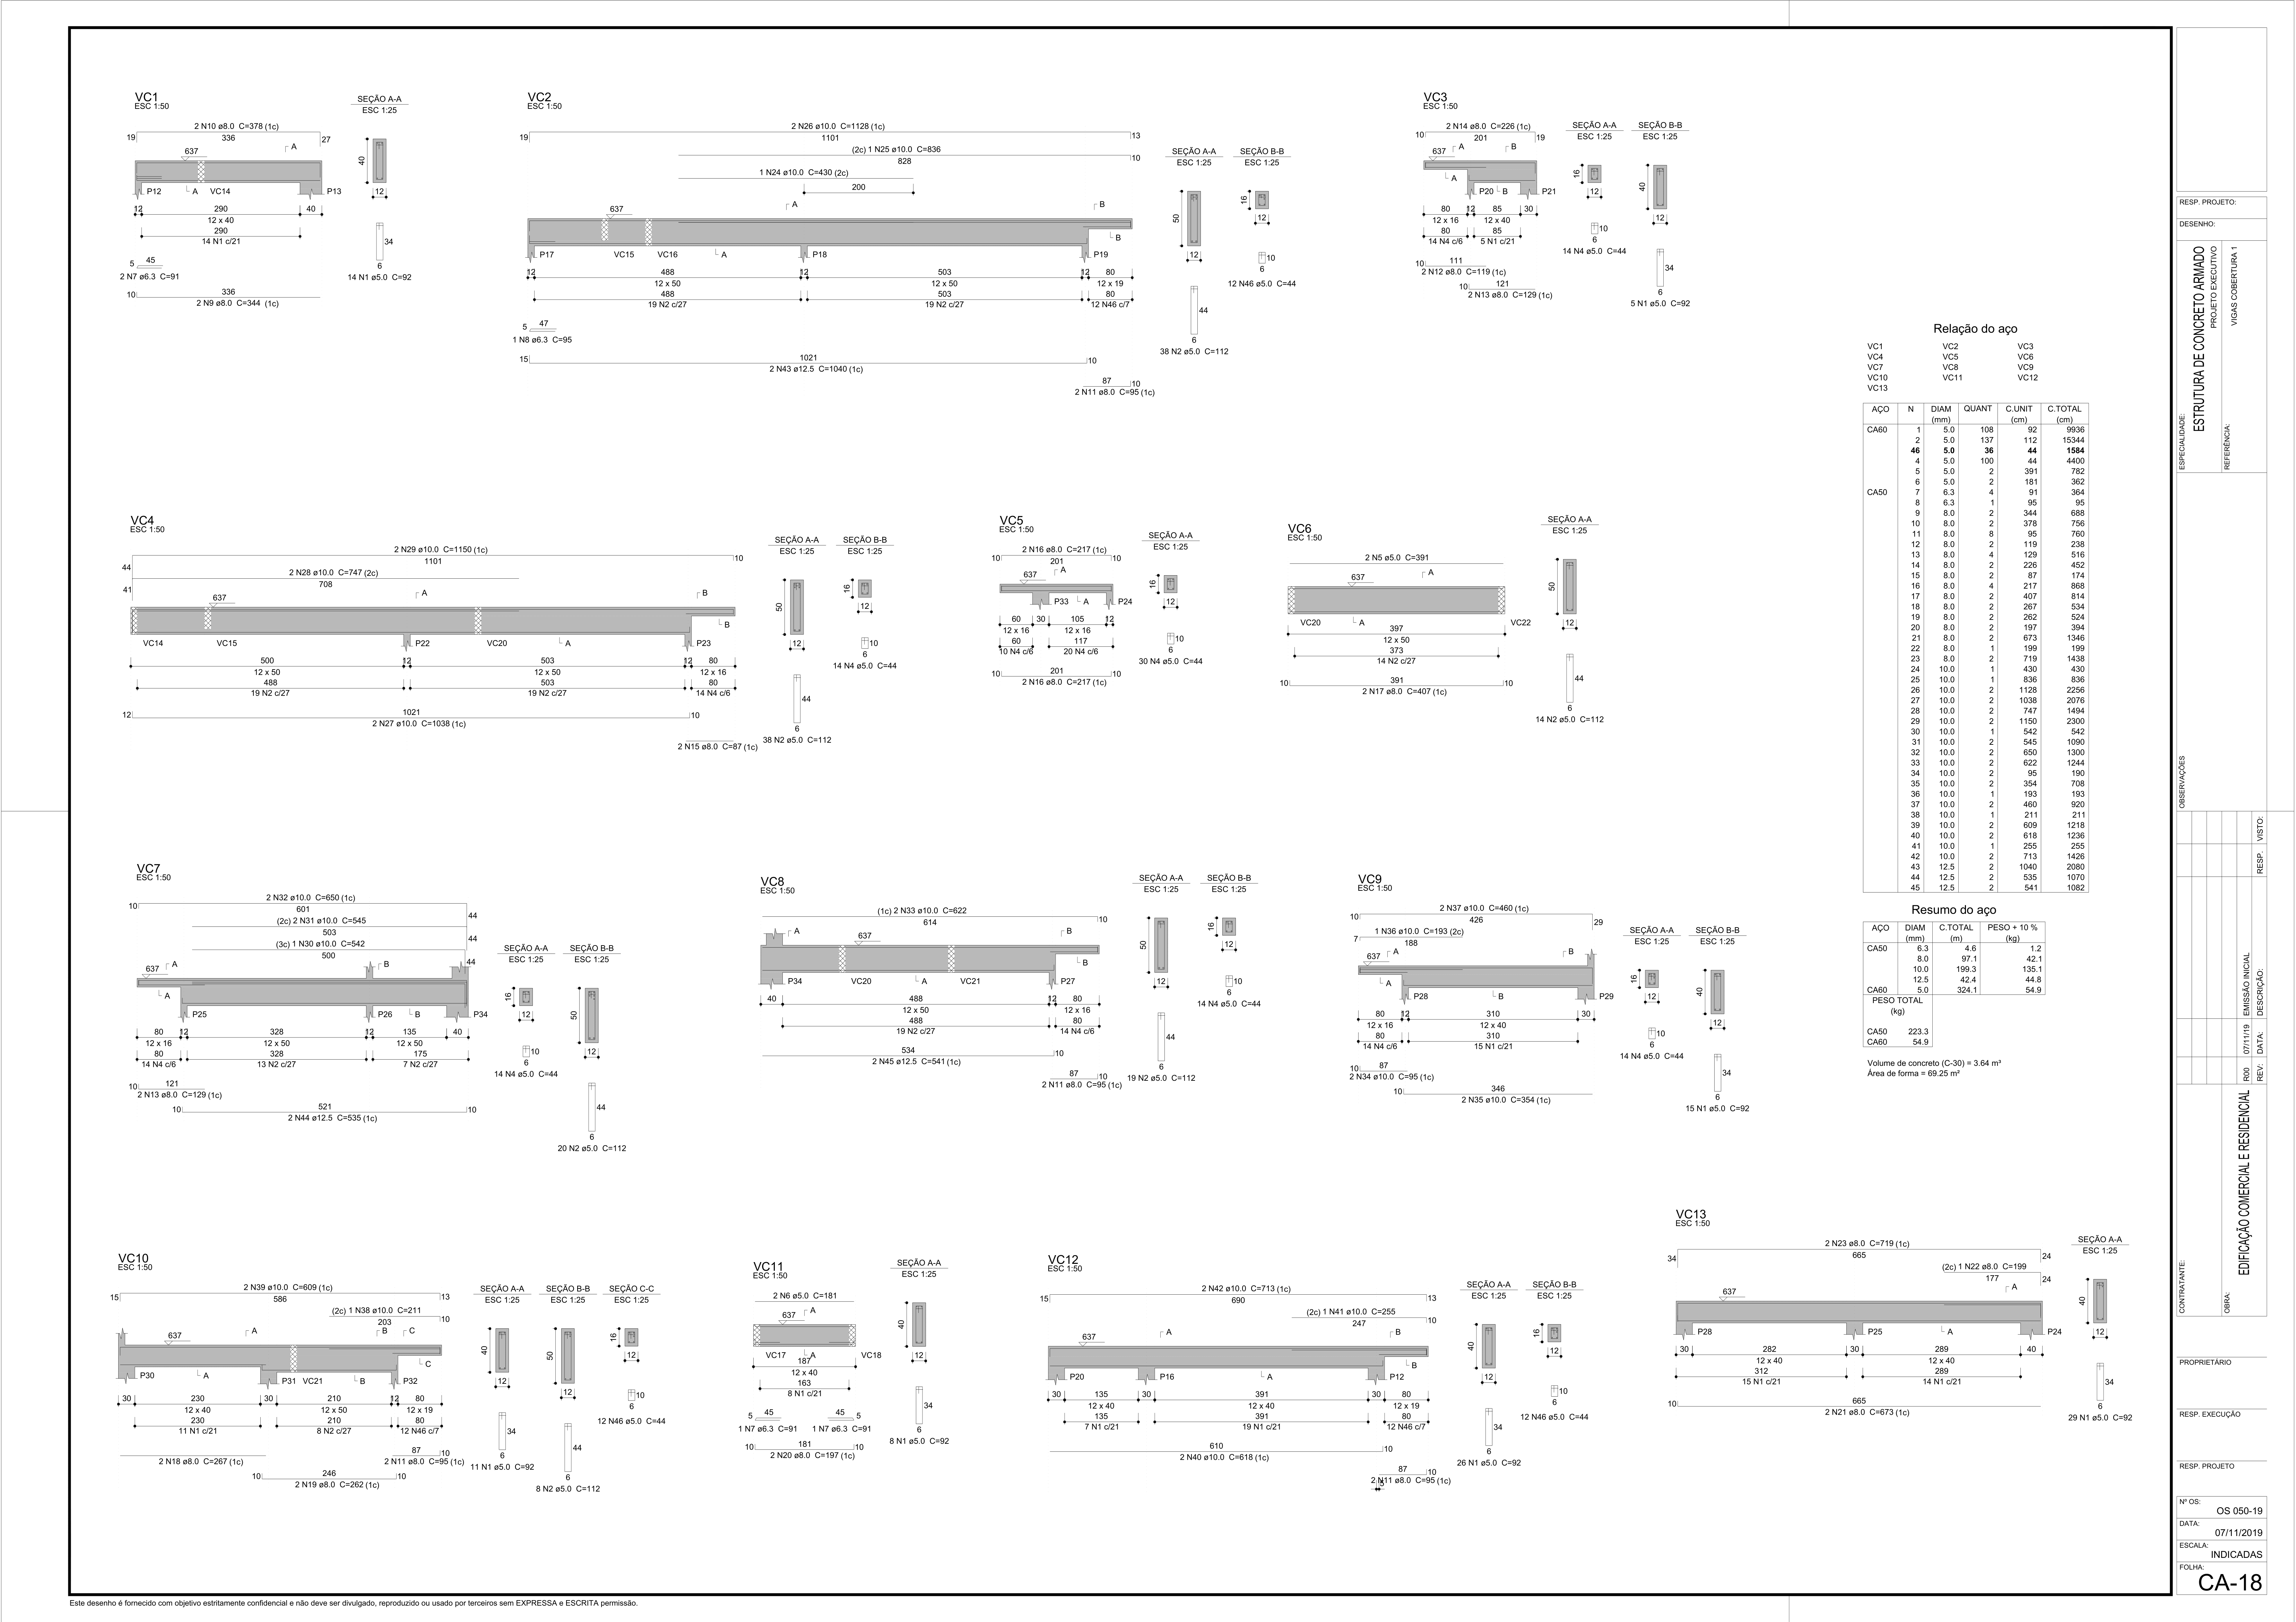 VC1
ESC 1:50
SEÇÃO A-A
ESC 1:25
2 N10 ø8.0 C=378 (1c)
19 336 27
637 A
40
P12 A VC14 P13
12
12 290 40
12 x 40
290
14 N1 c/21
34
6
14 N1 ø5.0 C=92
5 45
2 N7 ø6.3 C=91
336
10
2 N9 ø8.0 C=344 (1c)
VC2
ESC 1:50
2 N26 ø10.0 C=1128 (1c)
19 1101 13
(2c) 1 N25 ø10.0 C=836
828 10
1 N24 ø10.0 C=430 (2c)
200
SEÇÃO A-A SEÇÃO B-B
ESC 1:25 ESC 1:25
637 A B
50 16
12 12
B
P17 VC15 VC16 A P18 P19
12 488 12 503 12 80
12 x 50 12 x 50 12 x 19
488 503 80
19 N2 c/27 19 N2 c/27 12 N46 c/7
10
6
12 N46 ø5.0 C=44
44
6
38 N2 ø5.0 C=112
5 47
1 N8 ø6.3 C=95
15 1021 10
2 N43 ø12.5 C=1040 (1c)
87 10
2 N11 ø8.0 C=95 (1c)
VC3
ESC 1:50
2 N14 ø8.0 C=226 (1c)
10 201 19
SEÇÃO A-A SEÇÃO B-B
ESC 1:25 ESC 1:25
637 A B
16 40
12 12
A P20 B P21
80 12 85 30
12 x 16 12 x 40
80 85
14 N4 c/6 5 N1 c/21
10
6
14 N4 ø5.0 C=44
34
6
5 N1 ø5.0 C=92
10 111
2 N12 ø8.0 C=119 (1c)
10 121
2 N13 ø8.0 C=129 (1c)
VC4
ESC 1:50
2 N29 ø10.0 C=1150 (1c)
44 1101 10
2 N28 ø10.0 C=747 (2c)
41 708
SEÇÃO A-A SEÇÃO B-B
ESC 1:25 ESC 1:25
637 A B
50 16
12 12
B
VC14 VC15 P22 VC20 A P23
500 12 503 12 80
12 x 50 12 x 50 12 x 16
488 503 80
19 N2 c/27 19 N2 c/27 14 N4 c/6
10
6
14 N4 ø5.0 C=44
44
6
38 N2 ø5.0 C=112
12 1021 10
2 N27 ø10.0 C=1038 (1c)
2 N15 ø8.0 C=87 (1c)
VC5
ESC 1:50
2 N16 ø8.0 C=217 (1c)
10 201 10
SEÇÃO A-A
ESC 1:25
637 A
16
12
P33 A P24
60 30 105 12
12 x 16 12 x 16
60 117
10 N4 c/6 20 N4 c/6
10
6
30 N4 ø5.0 C=44
10 201 10
2 N16 ø8.0 C=217 (1c)
VC6
ESC 1:50
2 N5 ø5.0 C=391
SEÇÃO A-A
ESC 1:25
637 A
50
12
VC20 A VC22
397
12 x 50
373
14 N2 c/27
44
6
14 N2 ø5.0 C=112
10 391 10
2 N17 ø8.0 C=407 (1c)
VC7
ESC 1:50
2 N32 ø10.0 C=650 (1c)
10 601 44
(2c) 2 N31 ø10.0 C=545
503 44
(3c) 1 N30 ø10.0 C=542
500 44
SEÇÃO A-A SEÇÃO B-B
ESC 1:25 ESC 1:25
637 A B
16 50
12 12
A P25 P26 B P34
80 12 328 12 135 40
12 x 16 12 x 50 12 x 50
80 328 175
14 N4 c/6 13 N2 c/27 7 N2 c/27
10
6
14 N4 ø5.0 C=44
44
6
20 N2 ø5.0 C=112
10 121
2 N13 ø8.0 C=129 (1c)
10 521 10
2 N44 ø12.5 C=535 (1c)
VC8
ESC 1:50
(1c) 2 N33 ø10.0 C=622
614 10
SEÇÃO A-A SEÇÃO B-B
ESC 1:25 ESC 1:25
A 637 B
50 16
12 12
B
P34 VC20 A VC21 P27
40 488 12 80
12 x 50 12 x 16
488 80
19 N2 c/27 14 N4 c/6
10
6
14 N4 ø5.0 C=44
44
6
19 N2 ø5.0 C=112
534 10
2 N45 ø12.5 C=541 (1c)
87 10
2 N11 ø8.0 C=95 (1c)
VC9
ESC 1:50
2 N37 ø10.0 C=460 (1c)
10 426 29
1 N36 ø10.0 C=193 (2c)
7 188
SEÇÃO A-A SEÇÃO B-B
ESC 1:25 ESC 1:25
637 A B
16 40
12 12
A P28 B P29
80 12 310 30
12 x 16 12 x 40
80 310
14 N4 c/6 15 N1 c/21
10
6
14 N4 ø5.0 C=44
34
6
15 N1 ø5.0 C=92
10 87
2 N34 ø10.0 C=95 (1c)
10 346
2 N35 ø10.0 C=354 (1c)
VC10
ESC 1:50
2 N39 ø10.0 C=609 (1c)
15 586 13
(2c) 1 N38 ø10.0 C=211
203 10
SEÇÃO A-A SEÇÃO B-B SEÇÃO C-C
ESC 1:25 ESC 1:25 ESC 1:25
637 A B C
40 50 16
12 12 12
C
P30 A P31 VC21 B P32
30 230 30 210 12 80
12 x 40 12 x 50 12 x 19
230 210 80
11 N1 c/21 8 N2 c/27 12 N46 c/7
10
6
12 N46 ø5.0 C=44
34
6
11 N1 ø5.0 C=92
44
6
8 N2 ø5.0 C=112
2 N18 ø8.0 C=267 (1c)
87 10
2 N11 ø8.0 C=95 (1c)
10 246 10
2 N19 ø8.0 C=262 (1c)
VC11
ESC 1:50
2 N6 ø5.0 C=181
SEÇÃO A-A
ESC 1:25
637 A
40
12
VC17 A VC18
187
12 x 40
163
8 N1 c/21
34
6
8 N1 ø5.0 C=92
5 45 45 5
1 N7 ø6.3 C=91 1 N7 ø6.3 C=91
10 181 10
2 N20 ø8.0 C=197 (1c)
VC12
ESC 1:50
2 N42 ø10.0 C=713 (1c)
15 690 13
(2c) 1 N41 ø10.0 C=255
247 10
SEÇÃO A-A SEÇÃO B-B
ESC 1:25 ESC 1:25
637 A B
40 16
12 12
B
P20 P16 A P12
30 135 30 391 30 80
12 x 40 12 x 40 12 x 19
135 391 80
7 N1 c/21 19 N1 c/21 12 N46 c/7
10
6
12 N46 ø5.0 C=44
34
6
26 N1 ø5.0 C=92
610 10
2 N40 ø10.0 C=618 (1c)
87 10
2 N11 ø8.0 C=95 (1c)
VC13
ESC 1:50
2 N23 ø8.0 C=719 (1c)
34 665 24
(2c) 1 N22 ø8.0 C=199
177 24
SEÇÃO A-A
ESC 1:25
637 A
40
12
P28 P25 A P24
30 282 30 289 40
12 x 40 12 x 40
312 289
15 N1 c/21 14 N1 c/21
34
6
29 N1 ø5.0 C=92
10 665
2 N21 ø8.0 C=673 (1c)
Relação do aço
VC1 VC2 VC3
VC4 VC5 VC6
VC7 VC8 VC9
VC10 VC11 VC12
VC13
AÇO N DIAM QUANT C.UNIT C.TOTAL
(mm) (cm) (cm)
CA60 1 5.0 108 92 9936
2 5.0 137 112 15344
46 5.0 36 44 1584
4 5.0 100 44 4400
5 5.0 2 391 782
6 5.0 2 181 362
CA50 7 6.3 4 91 364
8 6.3 1 95 95
9 8.0 2 344 688
10 8.0 2 378 756
11 8.0 8 95 760
12 8.0 2 119 238
13 8.0 4 129 516
14 8.0 2 226 452
15 8.0 2 87 174
16 8.0 4 217 868
17 8.0 2 407 814
18 8.0 2 267 534
19 8.0 2 262 524
20 8.0 2 197 394
21 8.0 2 673 1346
22 8.0 1 199 199
23 8.0 2 719 1438
24 10.0 1 430 430
25 10.0 1 836 836
26 10.0 2 1128 2256
27 10.0 2 1038 2076
28 10.0 2 747 1494
29 10.0 2 1150 2300
30 10.0 1 542 542
31 10.0 2 545 1090
32 10.0 2 650 1300
33 10.0 2 622 1244
34 10.0 2 95 190
35 10.0 2 354 708
36 10.0 1 193 193
37 10.0 2 460 920
38 10.0 1 211 211
39 10.0 2 609 1218
40 10.0 2 618 1236
41 10.0 1 255 255
42 10.0 2 713 1426
43 12.5 2 1040 2080
44 12.5 2 535 1070
45 12.5 2 541 1082
Resumo do aço
AÇO DIAM C.TOTAL PESO + 10 %
(mm) (m) (kg)
CA50 6.3 4.6 1.2
8.0 97.1 42.1
10.0 199.3 135.1
12.5 42.4 44.8
CA60 5.0 324.1 54.9
PESO TOTAL
(kg)
CA50 223.3
CA60 54.9
Volume de concreto (C-30) = 3.64 m³
Área de forma = 69.25 m²
RESP. PROJETO:
DESENHO:
ESPECIALIDADE:
ESTRUTURA DE CONCRETO ARMADO
PROJETO EXECUTIVO
REFERÊNCIA:
VIGAS COBERTURA 1
OBSERVAÇÕES
R00 07/11/19 EMISSÃO INICIAL
REV: DATA: DESCRIÇÃO: RESP. VISTO:
CONTRATANTE:
OBRA:
EDIFICAÇÃO COMERCIAL E RESIDENCIAL
PROPRIETÁRIO
RESP. EXECUÇÃO
RESP. PROJETO
Nº OS:
OS 050-19
DATA:
07/11/2019
ESCALA:
INDICADAS
FOLHA:
CA-18
Este desenho é fornecido com objetivo estritamente confidencial e não deve ser divulgado, reproduzido ou usado por terceiros sem EXPRESSA e ESCRITA permissão.